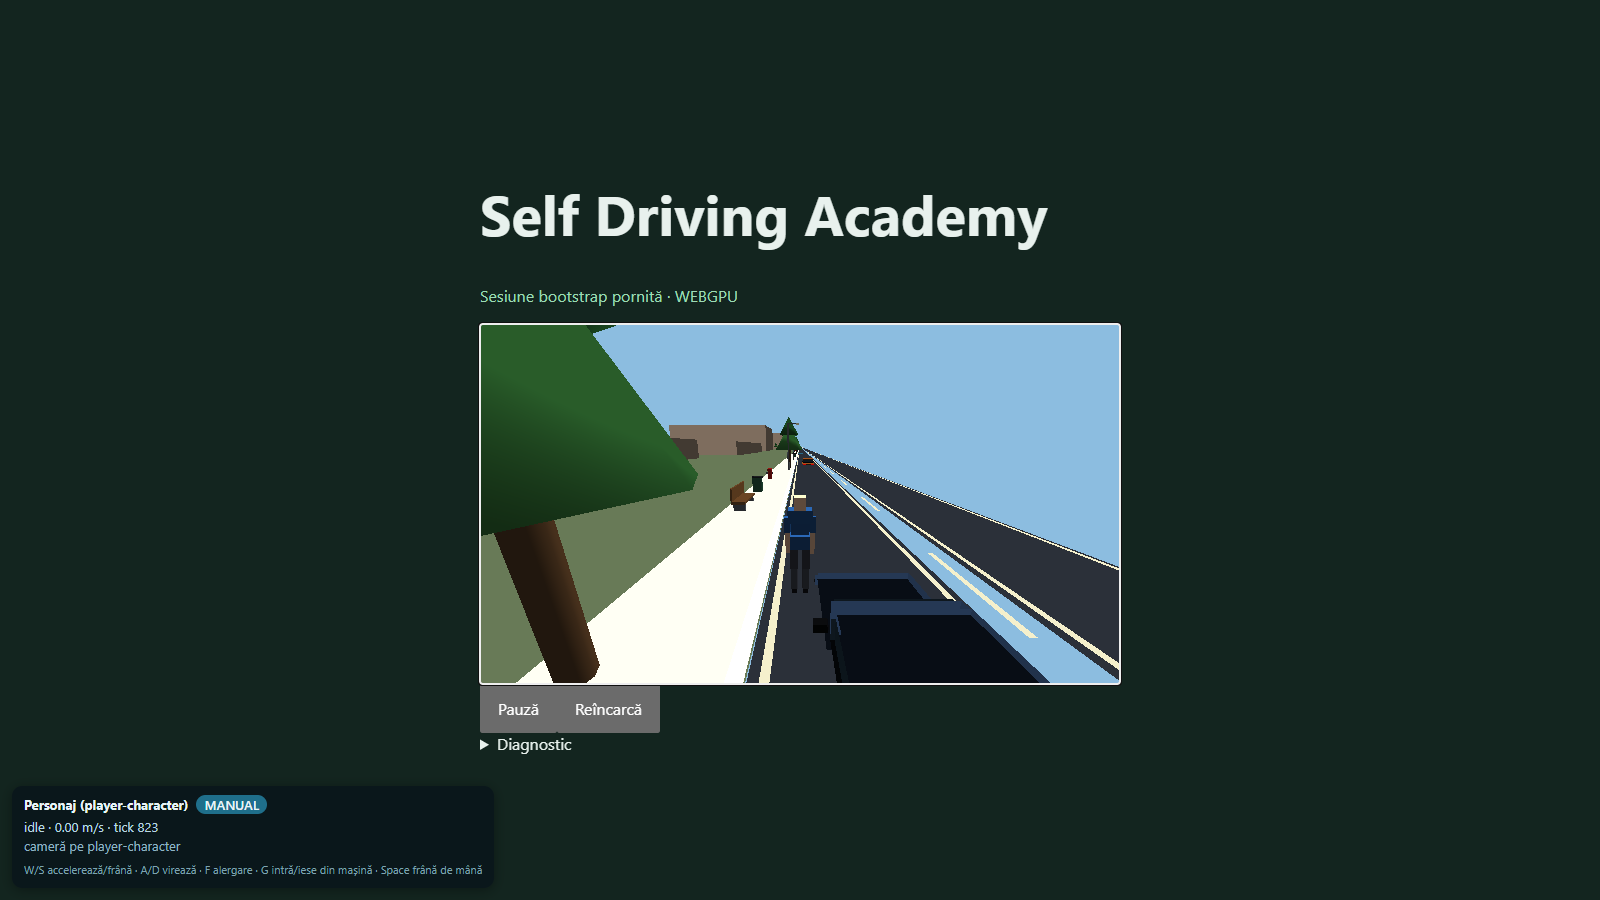 Self Driving Academy
Sesiune bootstrap pornită · WEBGPU
Pauză
Reîncarcă
▶ Diagnostic
Personaj (player-character) MANUAL
idle · 0.00 m/s · tick 823
cameră pe player-character
W/S accelerează/frână · A/D virează · F alergare · G intră/iese din mașină · Space frână de mână